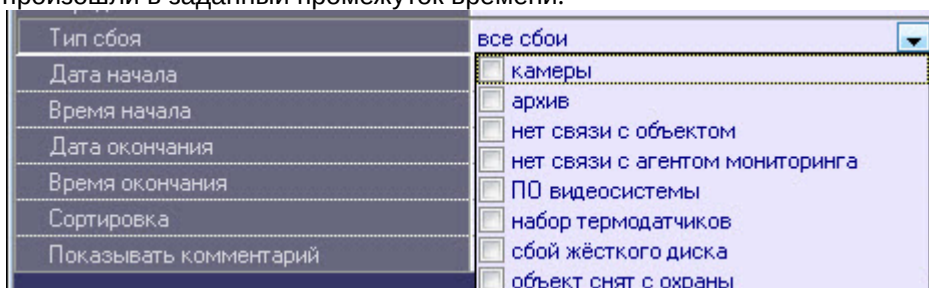 произошли в заданный промежуток времени.
Тип сбоя
все сбои
Дата начала
камеры
Время начала
архив
Дата окончания
нет связи с объектом
Время окончания
нет связи с агентом мониторинга
Сортировка
ПО видеосистемы
Показывать комментарий
набор термодатчиков
сбой жёсткого диска
объект снят с охраны